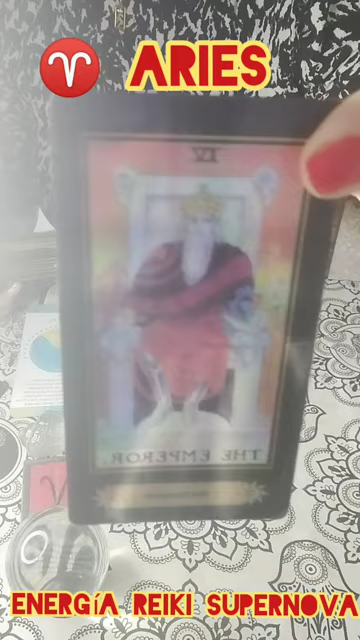 ♈ ARIES
IV
THE EMPEROR.
ENERGÍA REIKI SUPERNOVA